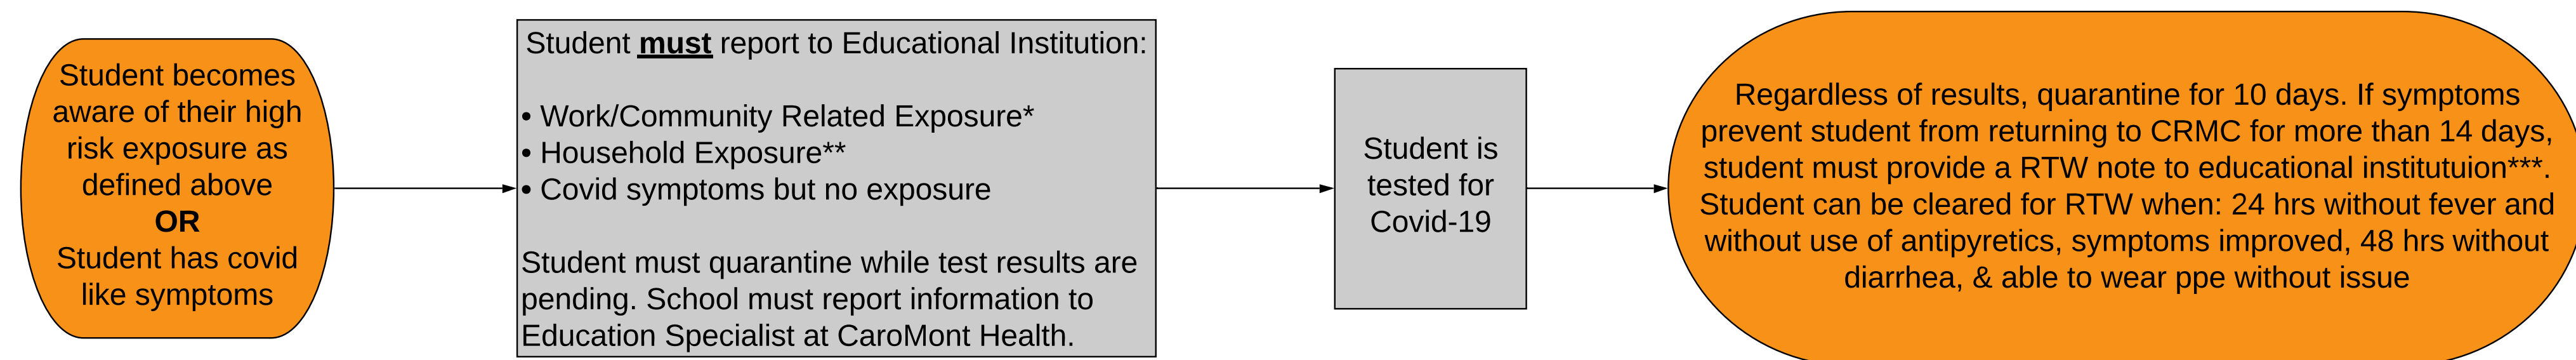 Student becomes
aware of their high
risk exposure as
defined above
OR
Student has covid
like symptoms
Student must report to Educational Institution:
• Work/Community Related Exposure*
• Household Exposure**
• Covid symptoms but no exposure
Student must quarantine while test results are
pending. School must report information to
Education Specialist at CaroMont Health.
Student is
tested for
Covid-19
Regardless of results, quarantine for 10 days. If symptoms
prevent student from returning to CRMC for more than 14 days,
student must provide a RTW note to educational institutuion***.
Student can be cleared for RTW when: 24 hrs without fever and
without use of antipyretics, symptoms improved, 48 hrs without
diarrhea, & able to wear ppe without issue